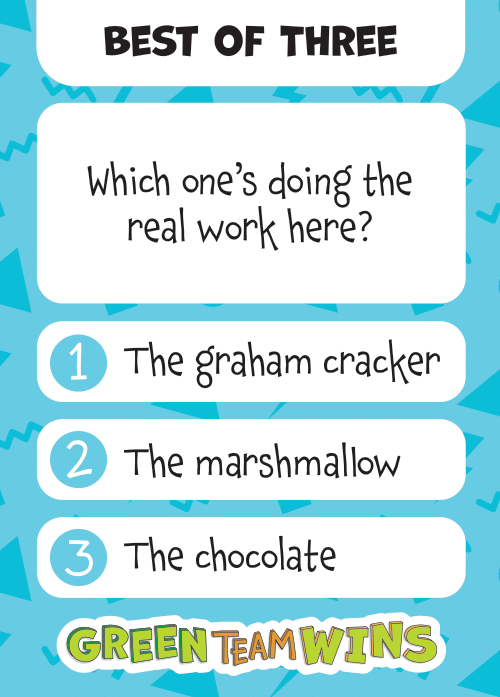 BEST OF THREE
Which one's doing the
real work here?
1 The graham cracker
2 The marshmallow
3 The chocolate
GREEN TEAM WINS